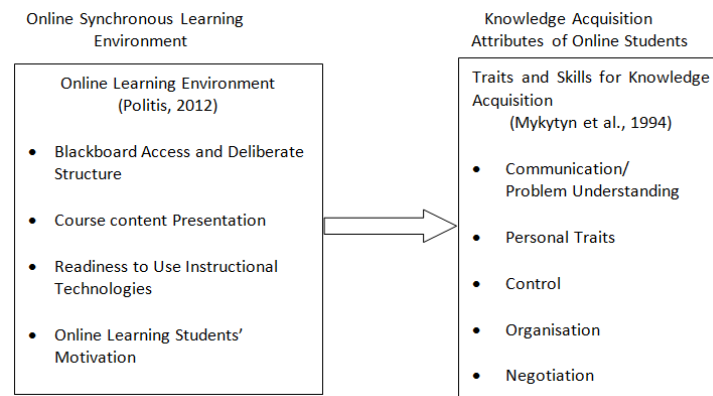 Online Synchronous Learning
Environment
Online Learning Environment
(Politis, 2012)
• Blackboard Access and Deliberate
Structure
• Course content Presentation
• Readiness to Use Instructional
Technologies
• Online Learning Students’
Motivation
Knowledge Acquisition
Attributes of Online Students
Traits and Skills for Knowledge
Acquisition
(Mykytyn et al., 1994)
• Communication/
Problem Understanding
• Personal Traits
• Control
• Organisation
• Negotiation